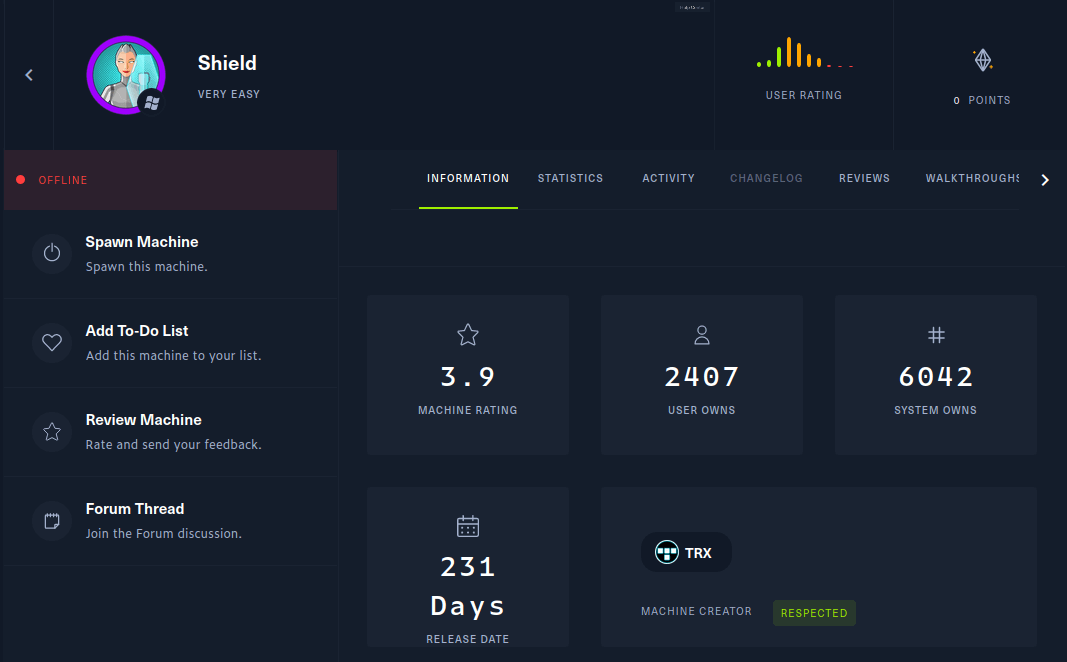 Shield
VERY EASY
USER RATING
0 POINTS
OFFLINE
INFORMATION STATISTICS ACTIVITY CHANGELOG REVIEWS WALKTHROUGHS
Spawn Machine
Spawn this machine.
Add To-Do List
Add this machine to your list.
Review Machine
Rate and send your feedback.
Forum Thread
Join the Forum discussion.
3.9
MACHINE RATING
2407
USER OWNS
6042
SYSTEM OWNS
231
Days
RELEASE DATE
TRX
MACHINE CREATOR RESPECTED